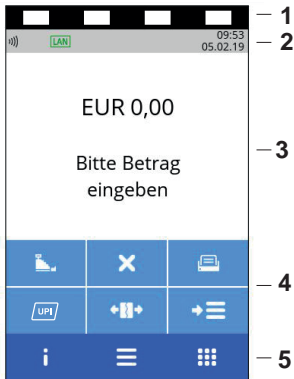 1
LAN
09:53
05.02.19
2
EUR 0,00
3
Bitte Betrag
eingeben
4
UPI
i
5